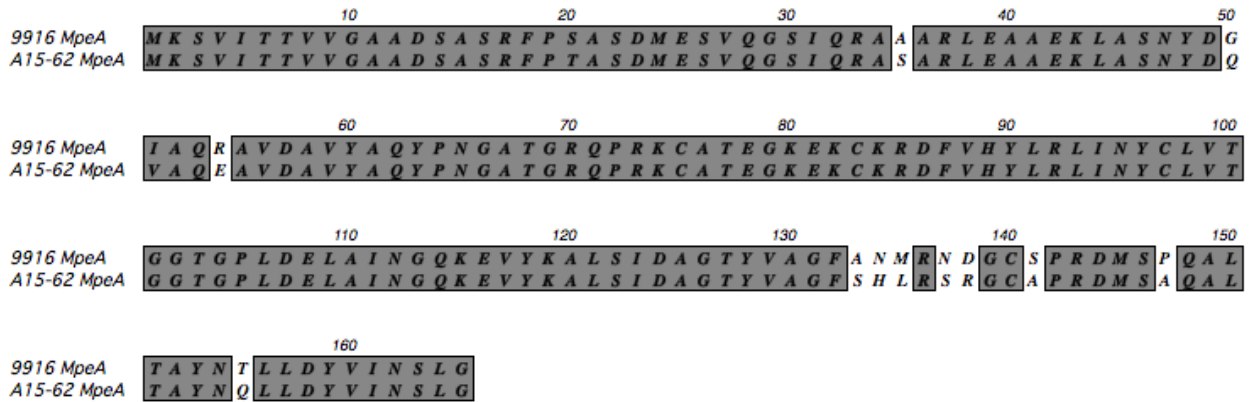 10 20 30 40 50
9916 MpeA M K S V I T T V V G A A D S A S R F P S A S D M E S V Q G S I Q R A A A R L E A A E K L A S N Y D G
A15-62 MpeA M K S V I T T V V G A A D S A S R F P T A S D M E S V Q G S I Q R A S A R L E A A E K L A S N Y D Q
60 70 80 90 100
9916 MpeA I A Q R A V D A V Y A Q Y P N G A T G R Q P R K C A T E G K E K C K R D F V H Y L R L I N Y C L V T
A15-62 MpeA V A Q E A V D A V Y A Q Y P N G A T G R Q P R K C A T E G K E K C K R D F V H Y L R L I N Y C L V T
110 120 130 140 150
9916 MpeA G G T G P L D E L A I N G Q K E V Y K A L S I D A G T Y V A G F A N M R N D G C S P R D M S P Q A L
A15-62 MpeA G G T G P L D E L A I N G Q K E V Y K A L S I D A G T Y V A G F S H L R S R G C A P R D M S A Q A L
160
9916 MpeA T A Y N T L L D Y V I N S L G
A15-62 MpeA T A Y N Q L L D Y V I N S L G